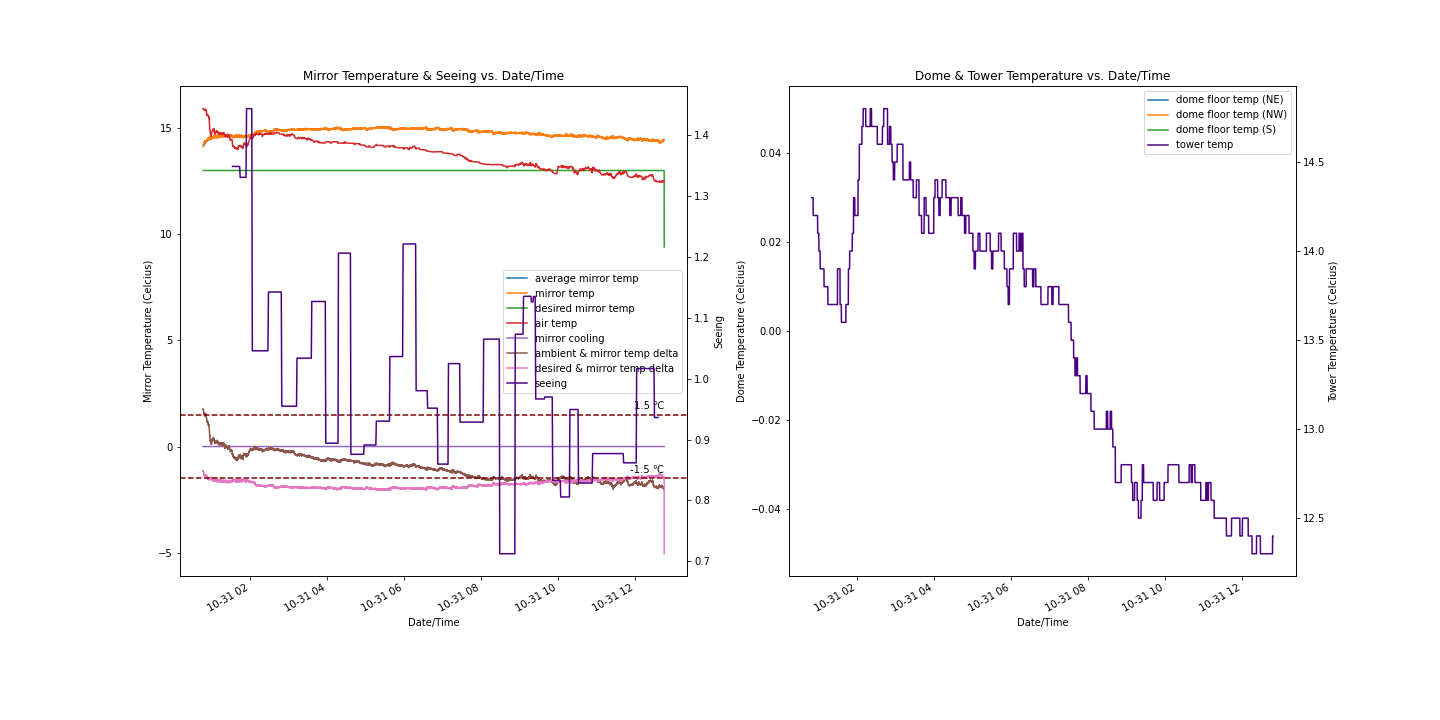 Mirror Temperature & Seeing vs. Date/Time
Mirror Temperature (Celcius)
15
10
5
0
−5
1.4
1.3
1.2
1.1
1.0
0.9
0.8
0.7
Seeing
average mirror temp
mirror temp
desired mirror temp
air temp
mirror cooling
ambient & mirror temp delta
desired & mirror temp delta
seeing
1.5 °C
-1.5 °C
10-31 02
10-31 04
10-31 06
10-31 08
10-31 10
10-31 12
Date/Time
Dome & Tower Temperature vs. Date/Time
Dome Temperature (Celcius)
0.04
0.02
0.00
−0.02
−0.04
dome floor temp (NE)
dome floor temp (NW)
dome floor temp (S)
tower temp
14.5
14.0
13.5
13.0
12.5
Tower Temperature (Celcius)
10-31 02
10-31 04
10-31 06
10-31 08
10-31 10
10-31 12
Date/Time